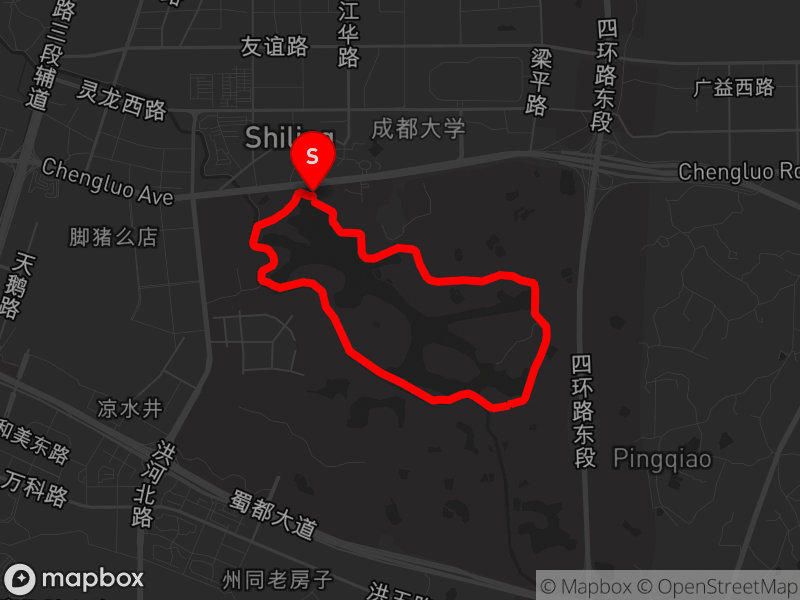 路三段辅道
江华路
友谊路
四环路东段
梁平路
灵龙西路
广益西路
成都大学
S
Chengluo Ave
Chengluo Ro
脚猪么店
天鹅路
凉水井
四环路东段
和美东路
洪河北路
Pingqiao
万科路
蜀都大道
州同老房子
mapbox
© Mapbox © OpenStreetMap